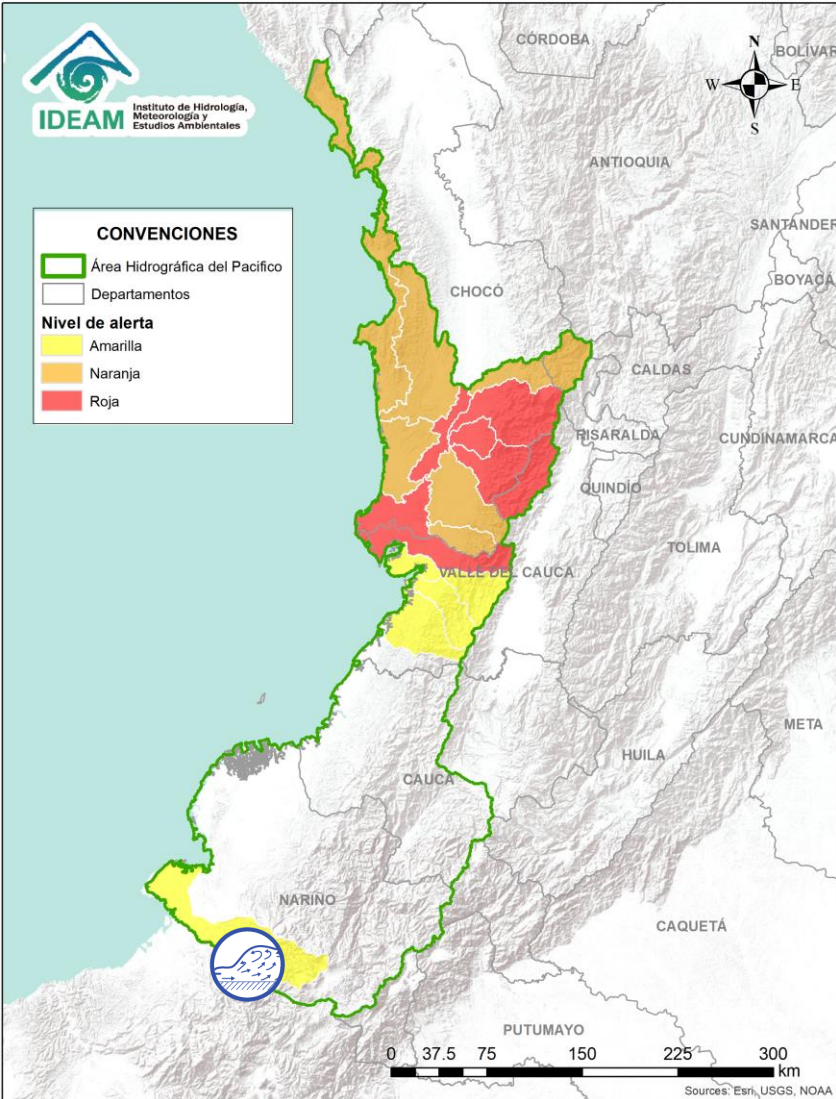 IDEAM
Instituto de Hidrología,
Meteorología y
Estudios Ambientales
CONVENCIONES
Área Hidrográfica del Pacifico
Departamentos
Nivel de alerta
Amarilla
Naranja
Roja
N
W
E
S
CÓRDOBA
BOLÍVAR
ANTIOQUIA
SANTANDER
BOYACÁ
CHOCÓ
CALDAS
RISARALDA
CUNDINAMARCA
QUINDÍO
TOLIMA
VALLE DEL CAUCA
META
HUILA
CAUCA
NARIÑO
CAQUETÁ
PUTUMAYO
0 37.5 75 150 225 300
km
Sources: Esri, USGS, NOAA